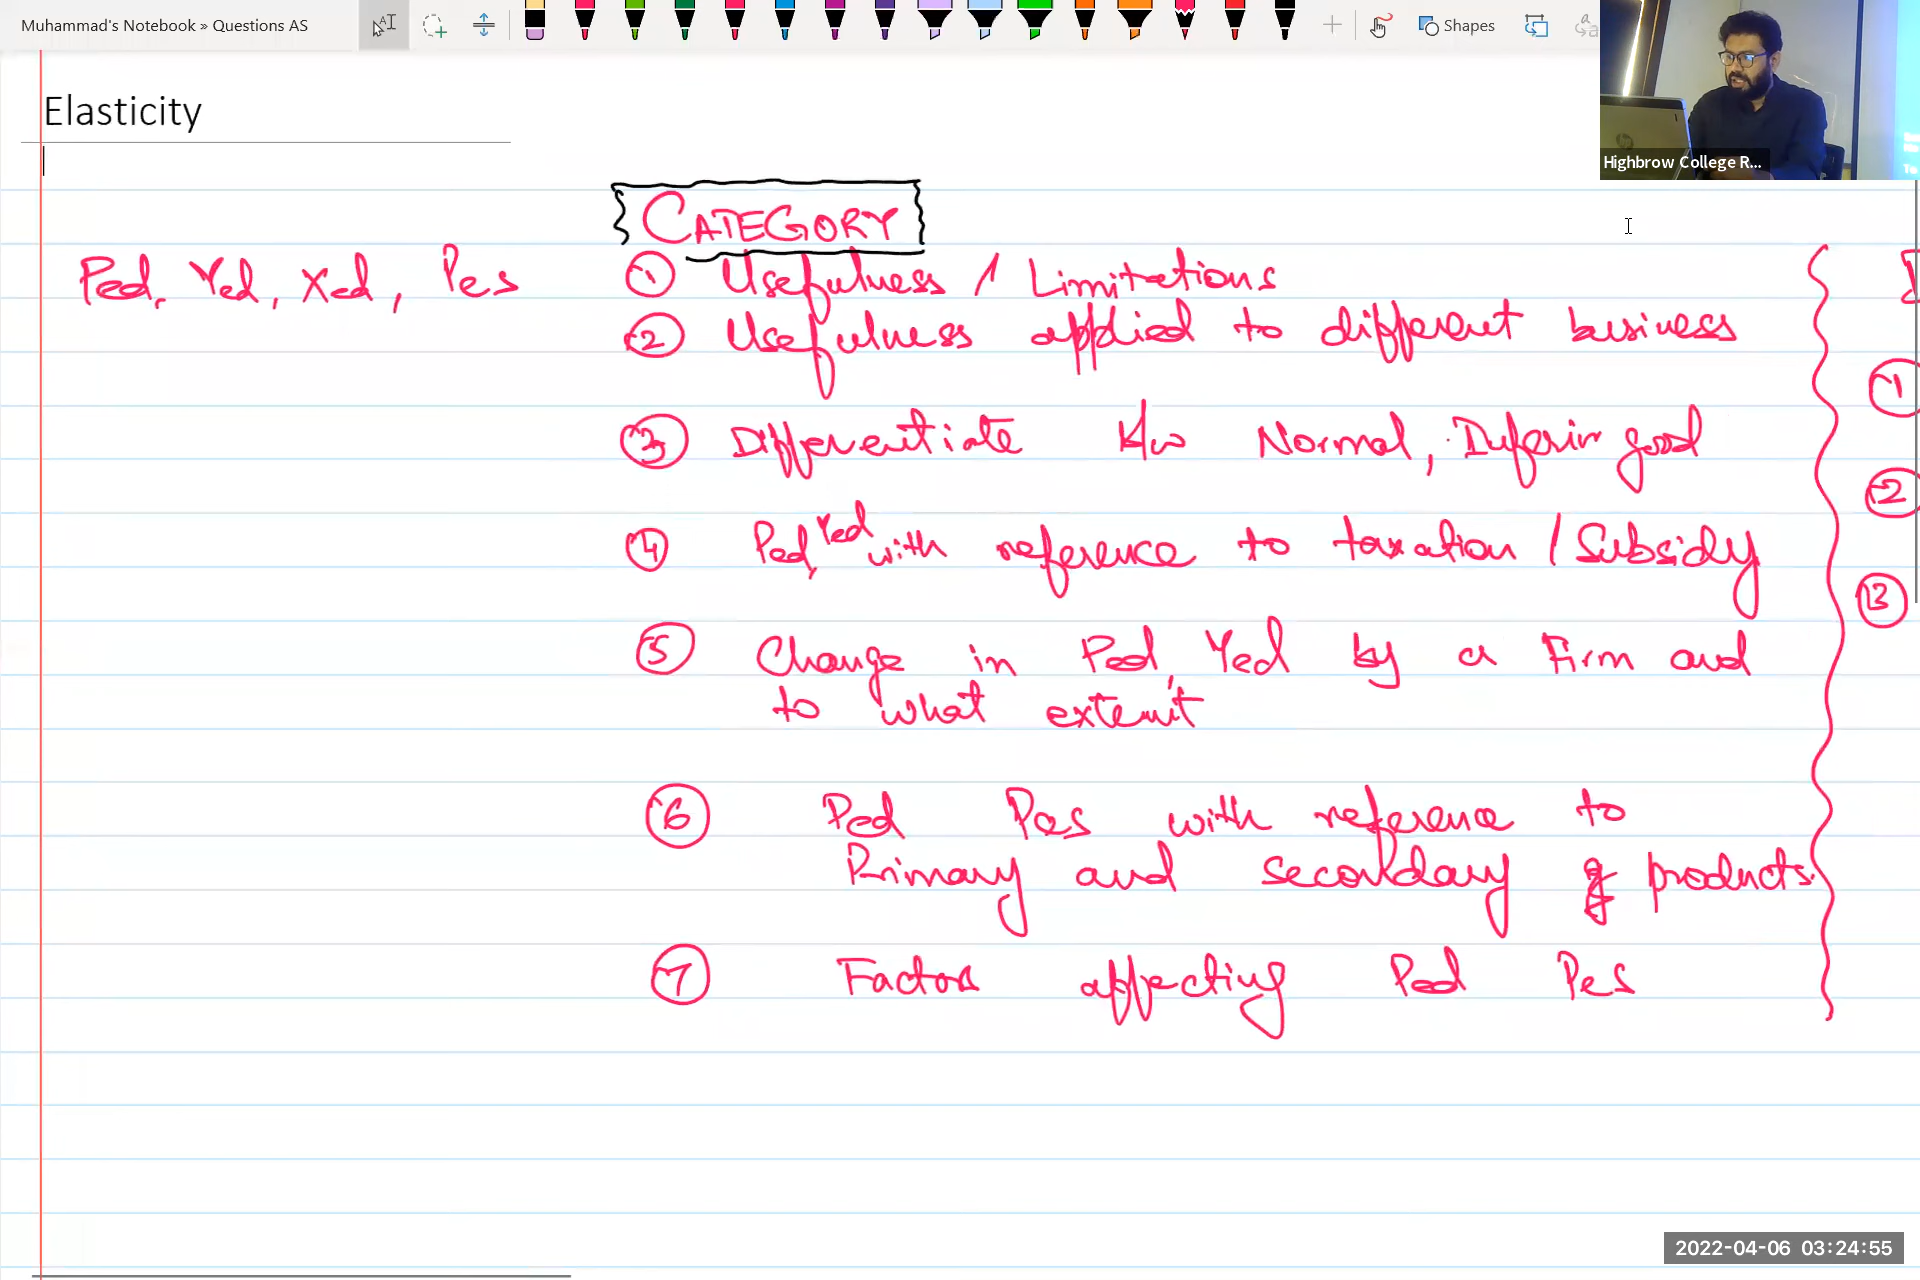 Muhammad's Notebook » Questions AS
Shapes
Highbrow College R...
Elasticity
CATEGORY
Ped, Yed, Xed, Pes
1 Usefulness / Limitations
2 Usefulness applied to different business
3 Differentiate b/w Normal, Inferior good
4 Ped, Yed with reference to taxation / Subsidy
5 Change in Ped, Yed by a Firm and
to what extent
6 Ped Pes with reference to
Primary and secondary products.
7 Factors affecting Ped Pes
1
2
3
2022-04-06 03:24:55